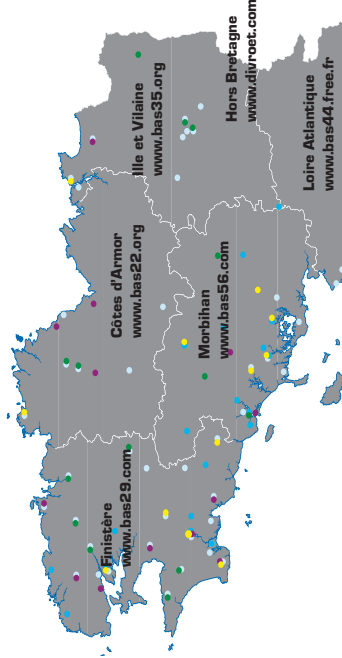 Finistère
www.bas29.com
Côtes d'Armor
www.bas22.org
Ille et Vilaine
www.bas35.org
Morbihan
www.bas56.com
Hors Bretagne
www.divroet.com
Loire Atlantique
www.bas44.free.fr